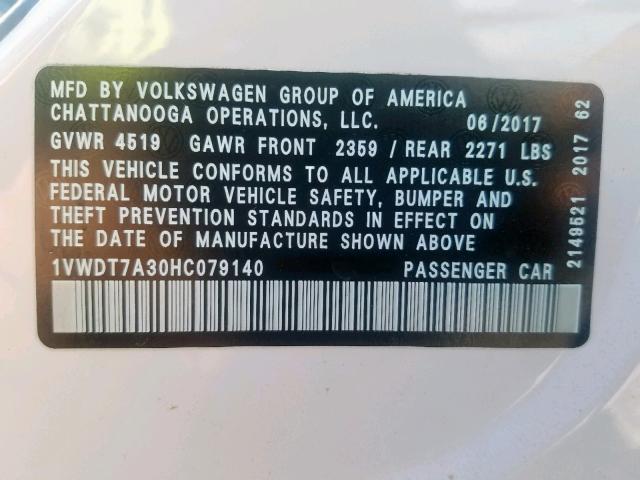 MFD BY VOLKSWAGEN GROUP OF AMERICA
CHATTANOOGA OPERATIONS, LLC. 06/2017
GVWR 4519 GAWR FRONT 2359 / REAR 2271 LBS
THIS VEHICLE CONFORMS TO ALL APPLICABLE U.S.
FEDERAL MOTOR VEHICLE SAFETY, BUMPER AND
THEFT PREVENTION STANDARDS IN EFFECT ON
THE DATE OF MANUFACTURE SHOWN ABOVE
1VWDT7A30HC079140 PASSENGER CAR
2149521 2017 62